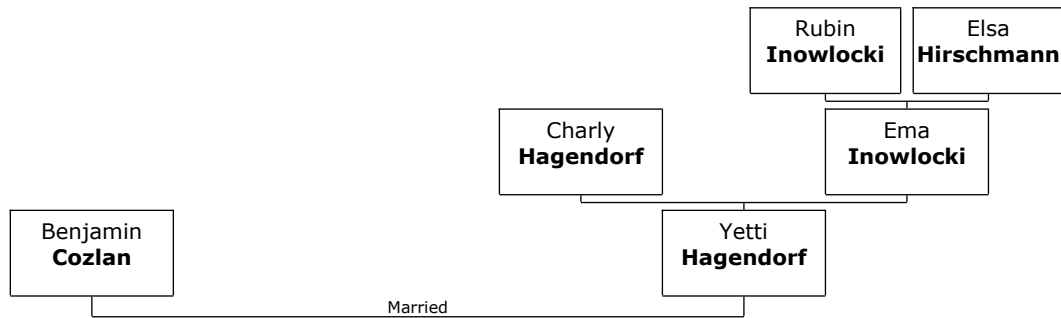 Rubin
Inowlocki
Elsa
Hirschmann
Charly
Hagendorf
Ema
Inowlocki
Benjamin
Cozlan
Yetti
Hagendorf
Married